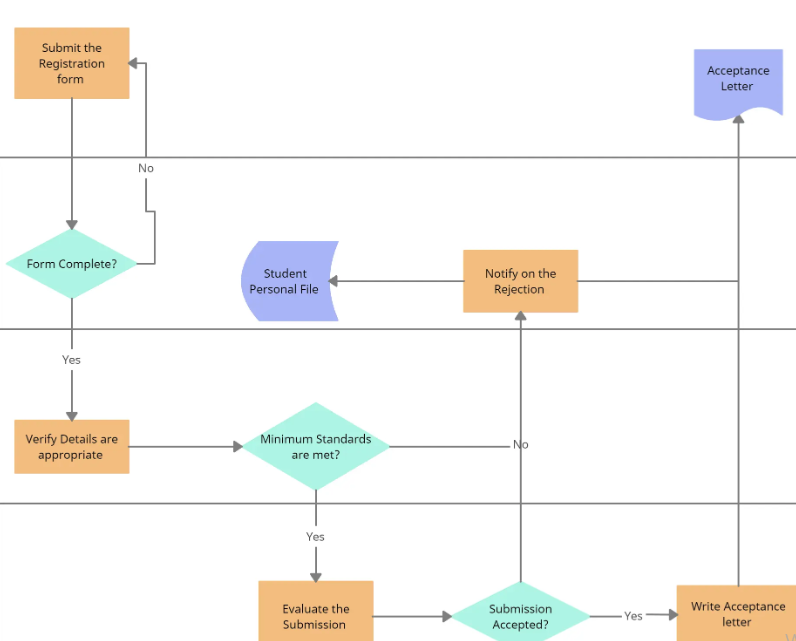 Submit the
Registration
form
Acceptance
Letter
No
Form Complete?
Student
Personal File
Notify on the
Rejection
Yes
Verify Details are
appropriate
Minimum Standards
are met?
No
Yes
Evaluate the
Submission
Submission
Accepted?
Yes
Write Acceptance
letter